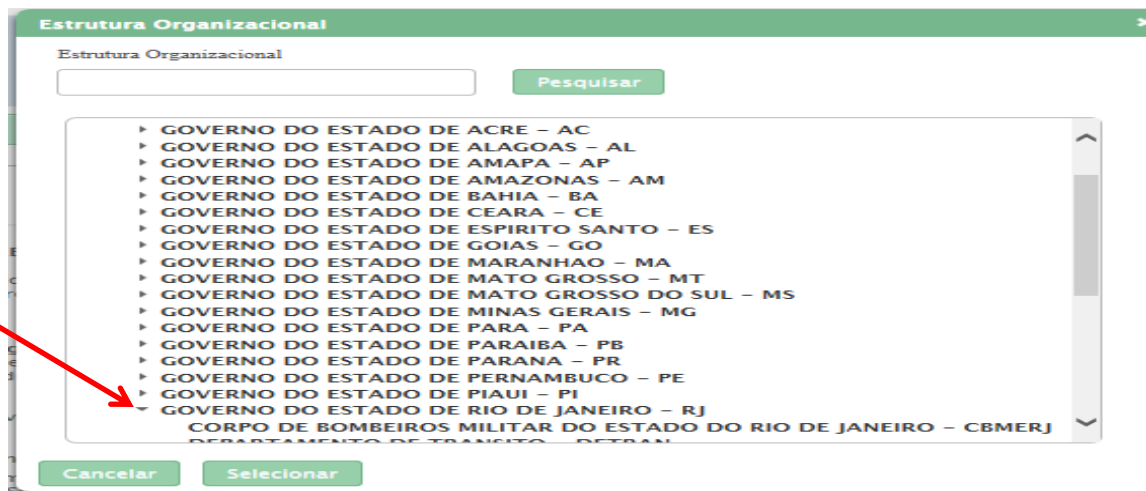 Estrutura Organizacional
Estrutura Organizacional
Pesquisar
GOVERNO DO ESTADO DE ACRE - AC
GOVERNO DO ESTADO DE ALAGOAS - AL
GOVERNO DO ESTADO DE AMAPA - AP
GOVERNO DO ESTADO DE AMAZONAS - AM
GOVERNO DO ESTADO DE BAHIA - BA
GOVERNO DO ESTADO DE CEARA - CE
GOVERNO DO ESTADO DE ESPIRITO SANTO - ES
GOVERNO DO ESTADO DE GOIAS - GO
GOVERNO DO ESTADO DE MARANHAO - MA
GOVERNO DO ESTADO DE MATO GROSSO - MT
GOVERNO DO ESTADO DE MATO GROSSO DO SUL - MS
GOVERNO DO ESTADO DE MINAS GERAIS - MG
GOVERNO DO ESTADO DE PARA - PA
GOVERNO DO ESTADO DE PARAIBA - PB
GOVERNO DO ESTADO DE PARANA - PR
GOVERNO DO ESTADO DE PERNAMBUCO - PE
GOVERNO DO ESTADO DE PIAUI - PI
GOVERNO DO ESTADO DE RIO DE JANEIRO - RJ
CORPO DE BOMBEIROS MILITAR DO ESTADO DO RIO DE JANEIRO - CBMERJ
DEPARTAMENTO DE TRANSITO - DETRAN
Cancelar Selecionar